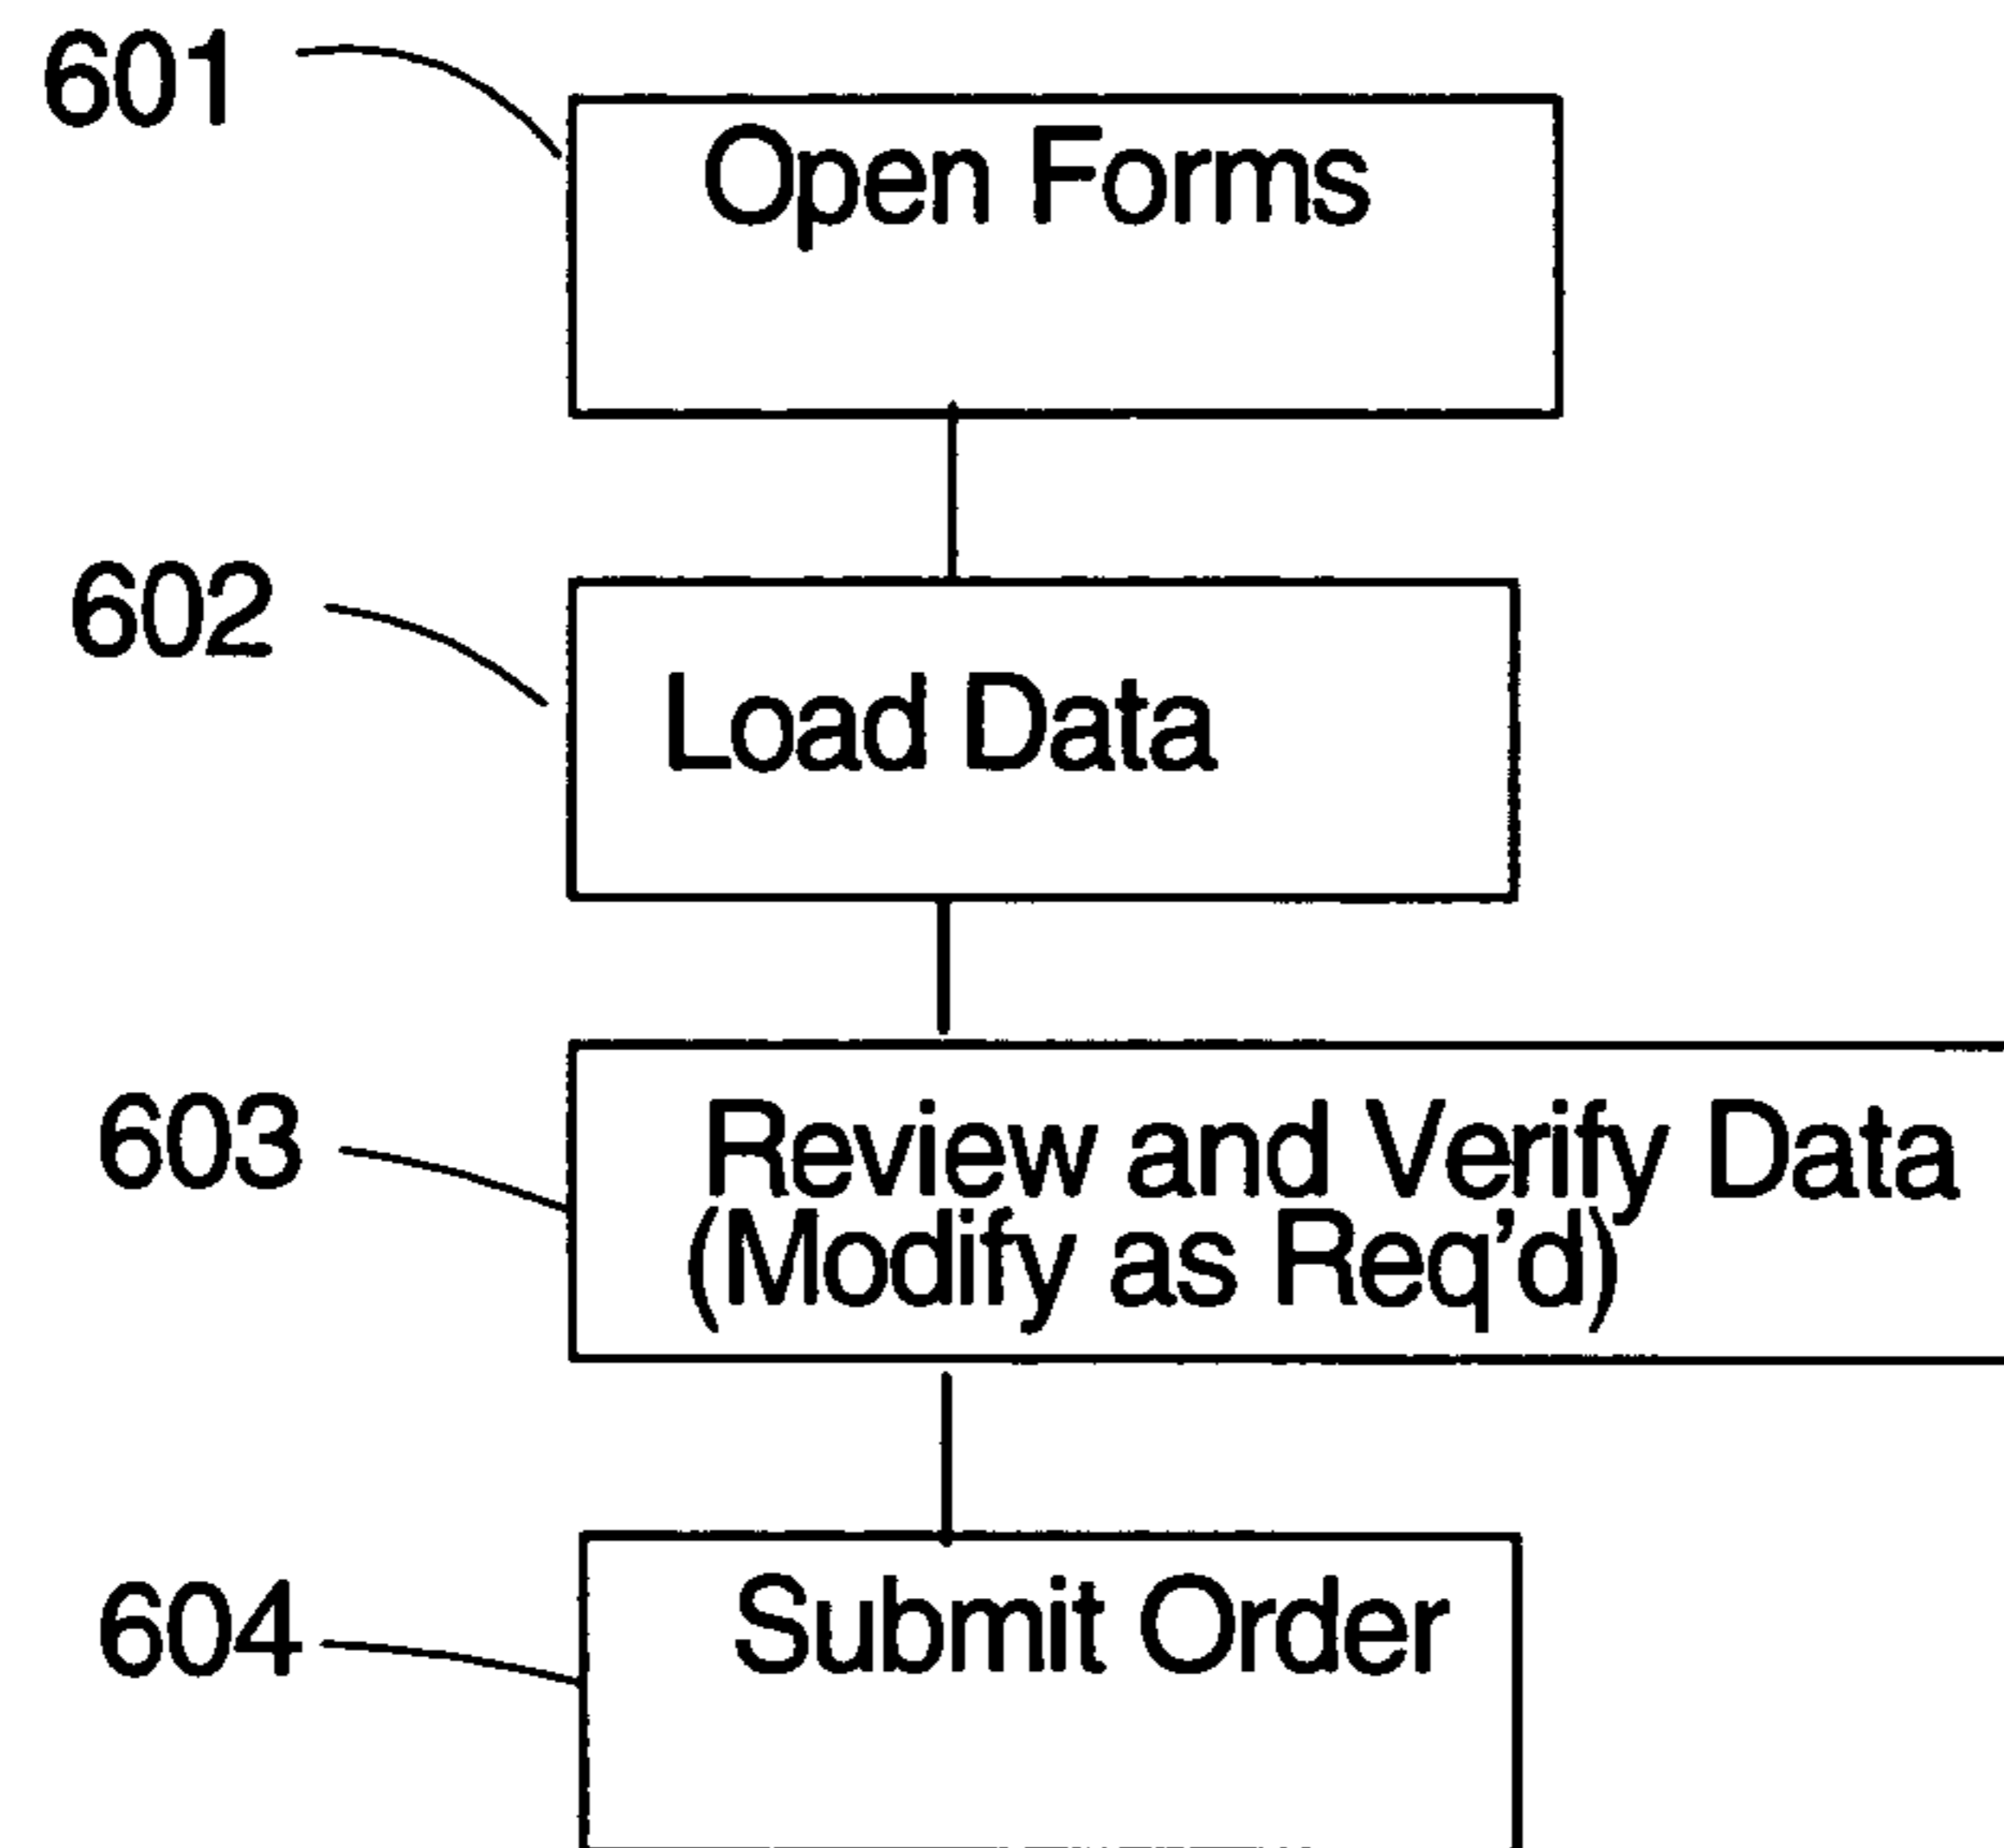 601
Open Forms
602
Load Data
603
Review and Verify Data
(Modify as Req’d)
604
Submit Order